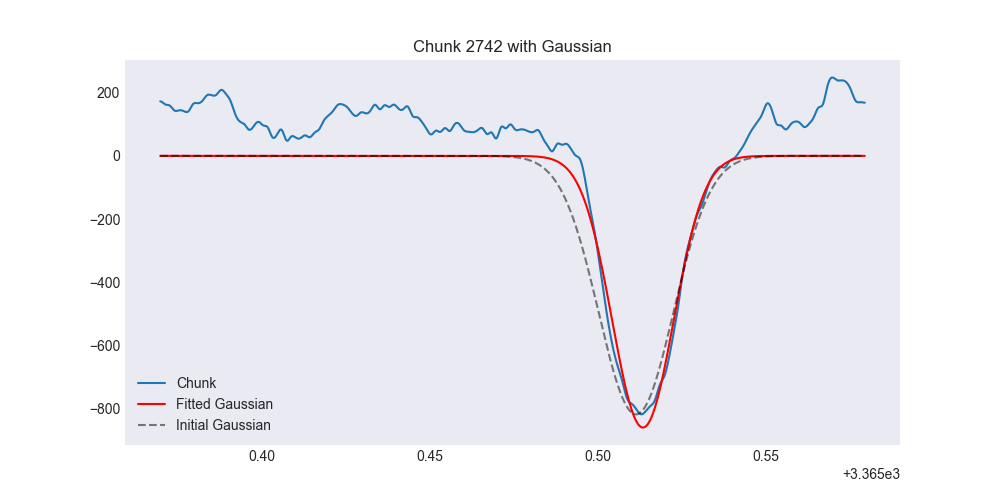 Chunk 2742 with Gaussian
200
0
−200
−400
−600
−800
Chunk
Fitted Gaussian
Initial Gaussian
0.40 0.45 0.50 0.55
+3.365e3